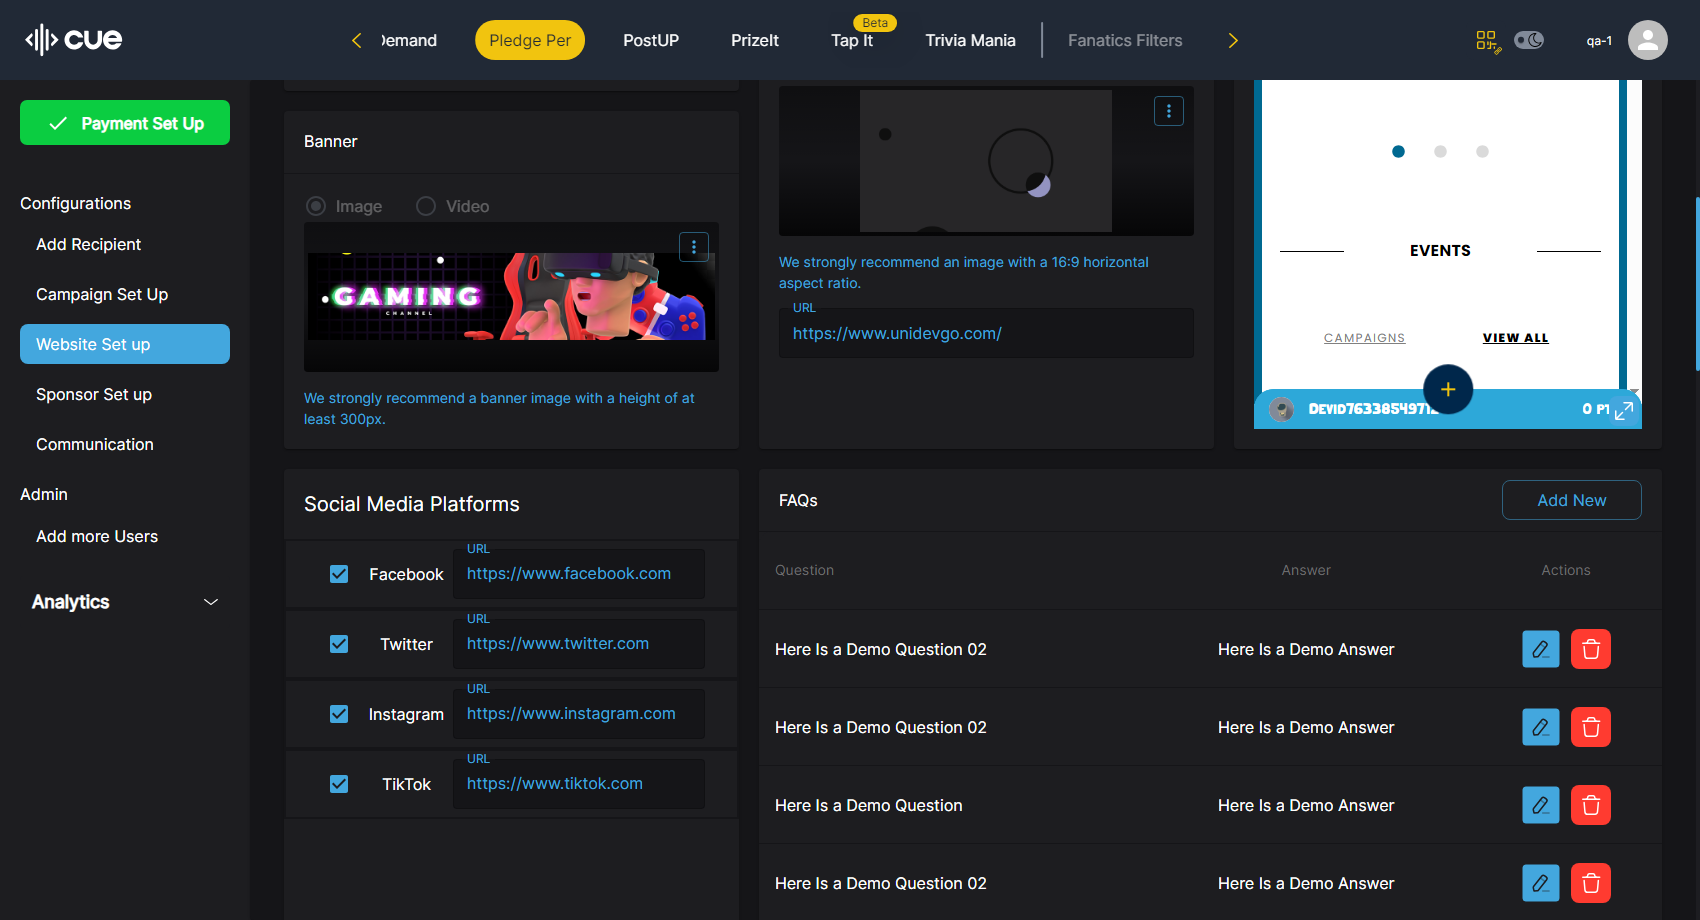 cue
Demand
Pledge Per
PostUP
PrizeIt
Beta
Tap It
Trivia Mania
Fanatics Filters
qa-1
Payment Set Up
Configurations
Add Recipient
Campaign Set Up
Website Set up
Sponsor Set up
Communication
Admin
Add more Users
Analytics
Banner
Image
Video
GAMING
CHANNEL
We strongly recommend a banner image with a height of at
least 300px.
We strongly recommend an image with a 16:9 horizontal
aspect ratio.
URL
https://www.unidevgo.com/
EVENTS
CAMPAIGNS
VIEW ALL
0 PT
Social Media Platforms
Facebook
URL
https://www.facebook.com
Twitter
URL
https://www.twitter.com
Instagram
URL
https://www.instagram.com
TikTok
URL
https://www.tiktok.com
FAQs
Add New
Question
Answer
Actions
Here Is a Demo Question 02
Here Is a Demo Answer
Here Is a Demo Question 02
Here Is a Demo Answer
Here Is a Demo Question
Here Is a Demo Answer
Here Is a Demo Question 02
Here Is a Demo Answer